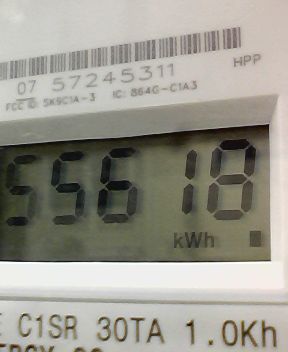 HPP
07 57245311
FCC ID: SK9C1A-3 IC: 864G-C1A3
55618
kWh
C1SR 30TA 1.0Kh